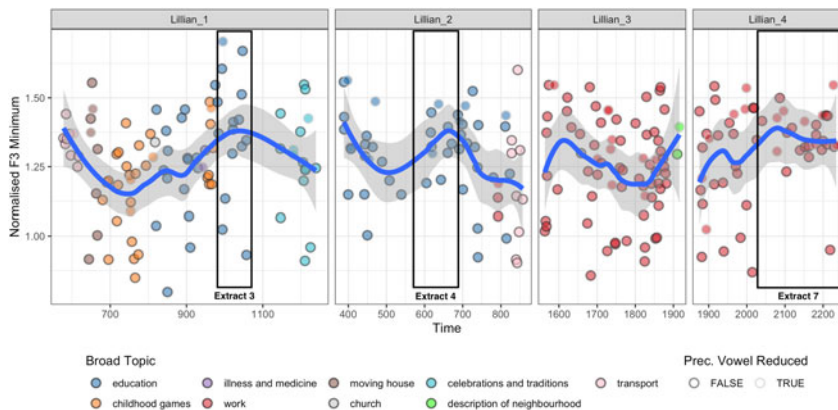 Lillian_1 Lillian_2 Lillian_3 Lillian_4
Normalised F3 Minimum
1.50
1.25
1.00
Extract 3 Extract 4 Extract 7
700 900 1100 400 500 600 700 800 1600 1700 1800 1900 1900 2000 2100 2200
Time
Broad Topic Prec. Vowel Reduced
education illness and medicine moving house celebrations and traditions transport FALSE TRUE
childhood games work church description of neighbourhood